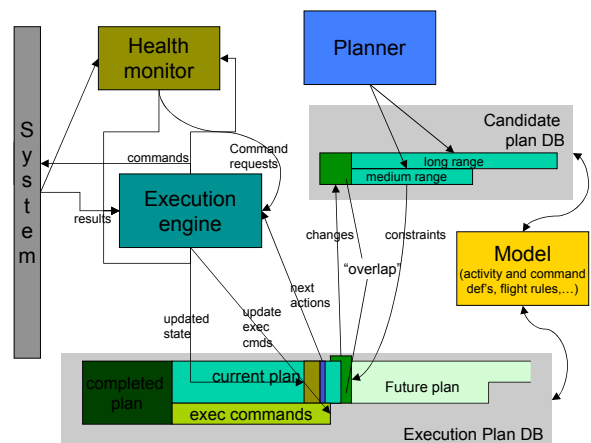 Health
monitor
Planner
System
Candidate
plan DB
long range
medium range
commands
Command
requests
Execution
engine
results
changes
constraints
"overlap"
Model
(activity and command
def's, flight rules,...)
next
actions
updated
state
update
exec
cmds
completed
plan
current plan
Future plan
exec commands
Execution Plan DB